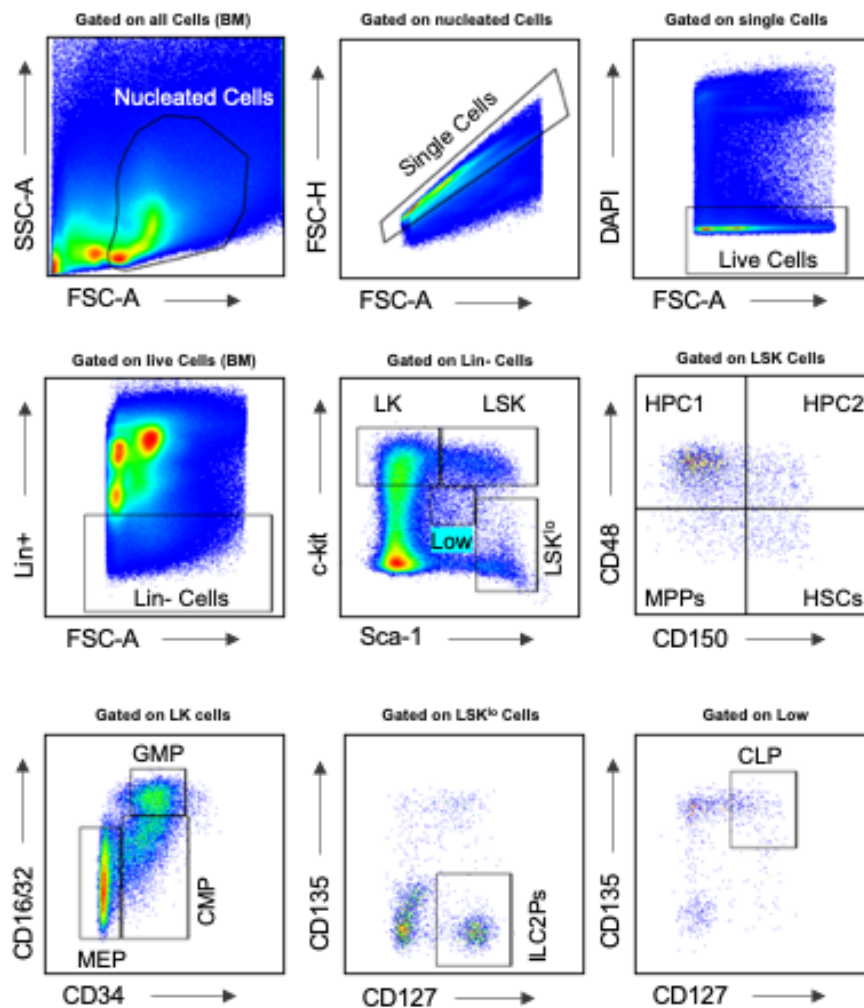 Gated on all Cells (BM)
SSC-A
Nucleated Cells
FSC-A
Gated on nucleated Cells
FSC-H
Single Cells
FSC-A
Gated on single Cells
DAPI
Live Cells
FSC-A
Gated on live Cells (BM)
Lin+
Lin- Cells
FSC-A
Gated on Lin- Cells
LK
LSK
c-kit
Low
LSK^lo
Sca-1
Gated on LSK Cells
HPC1
HPC2
CD48
MPPs
HSCs
CD150
Gated on LK cells
GMP
CD16/32
CMP
MEP
CD34
Gated on LSK^lo Cells
CD135
ILC2Ps
CD127
Gated on Low
CLP
CD135
CD127